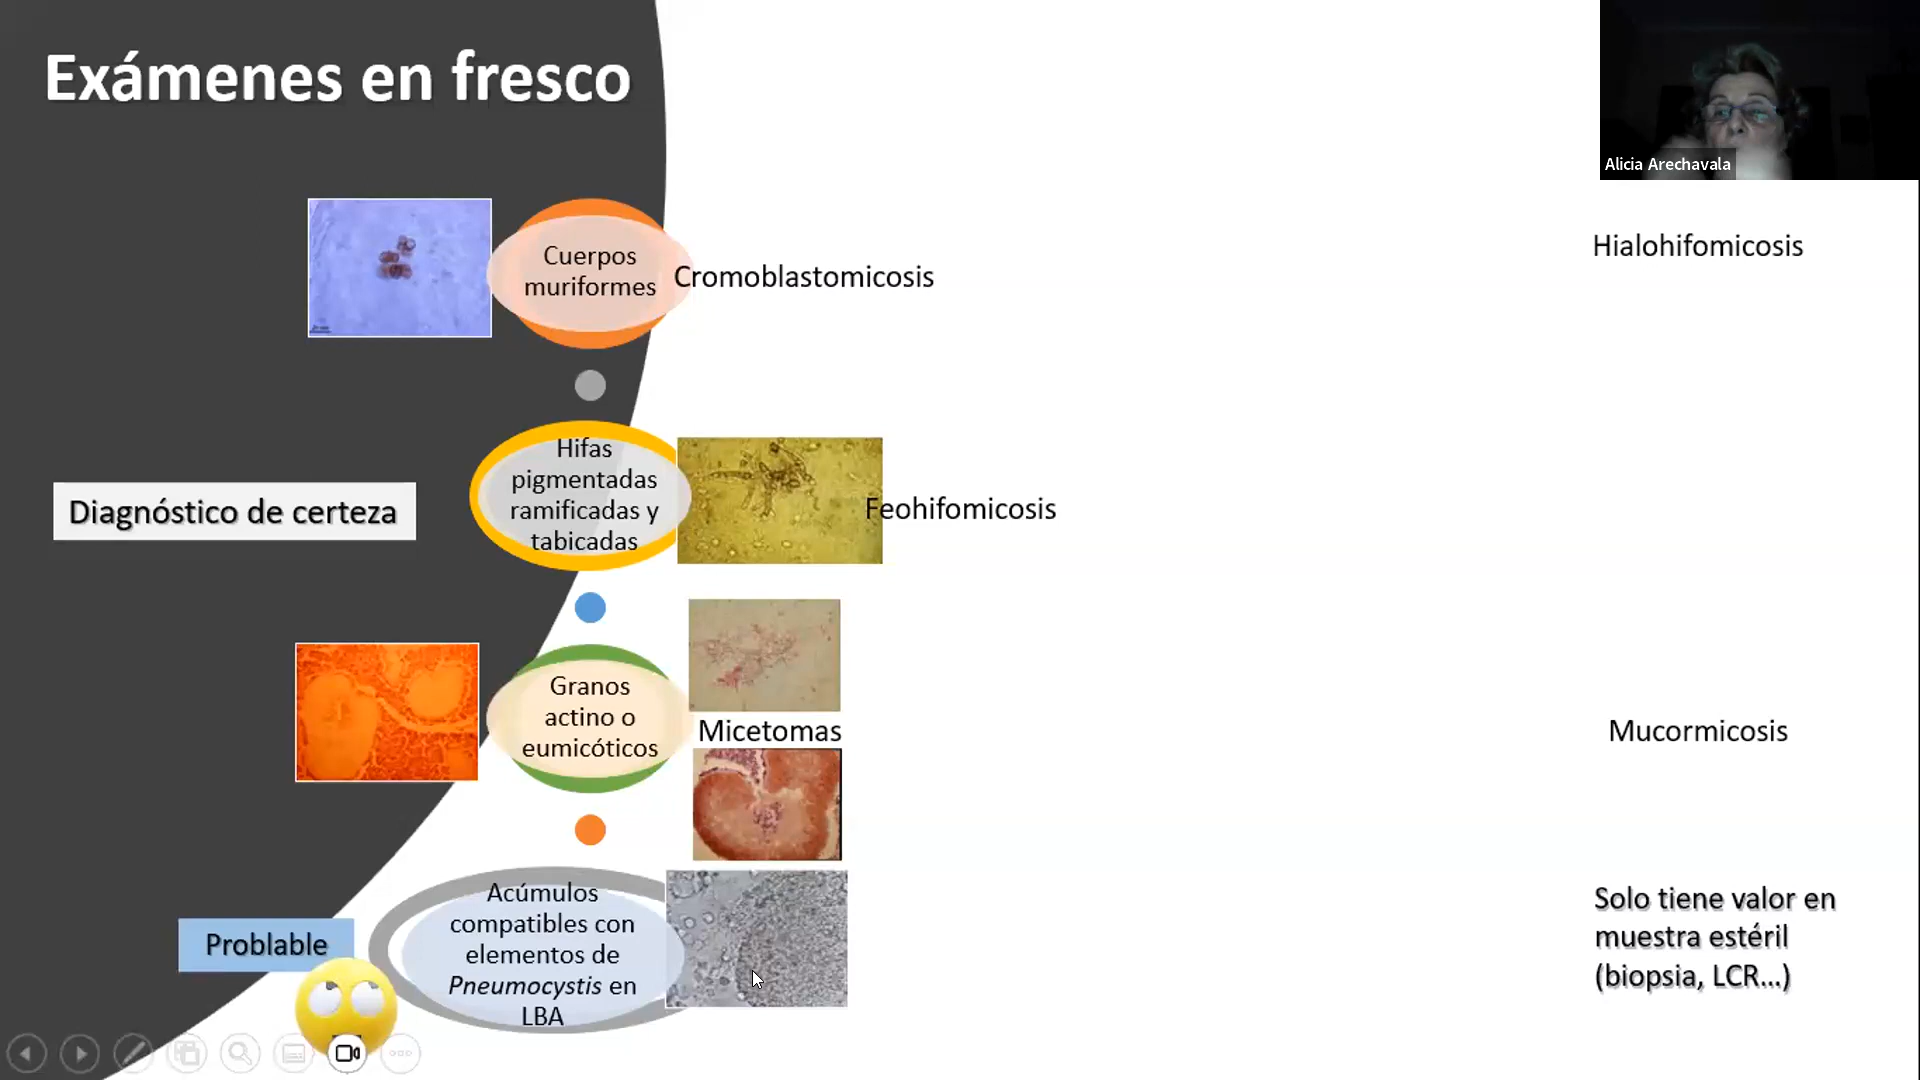 Exámenes en fresco
Alicia Arechavala
Cuerpos
muriformes
Cromoblastomicosis
Hialohifomicosis
Diagnóstico de certeza
Hifas
pigmentadas
ramificadas y
tabicadas
Feohifomicosis
Granos
actino o
eumicóticos
Micetomas
Mucormicosis
Problable
Acúmulos
compatibles con
elementos de
Pneumocystis en
LBA
Solo tiene valor en
muestra estéril
(biopsia, LCR...)